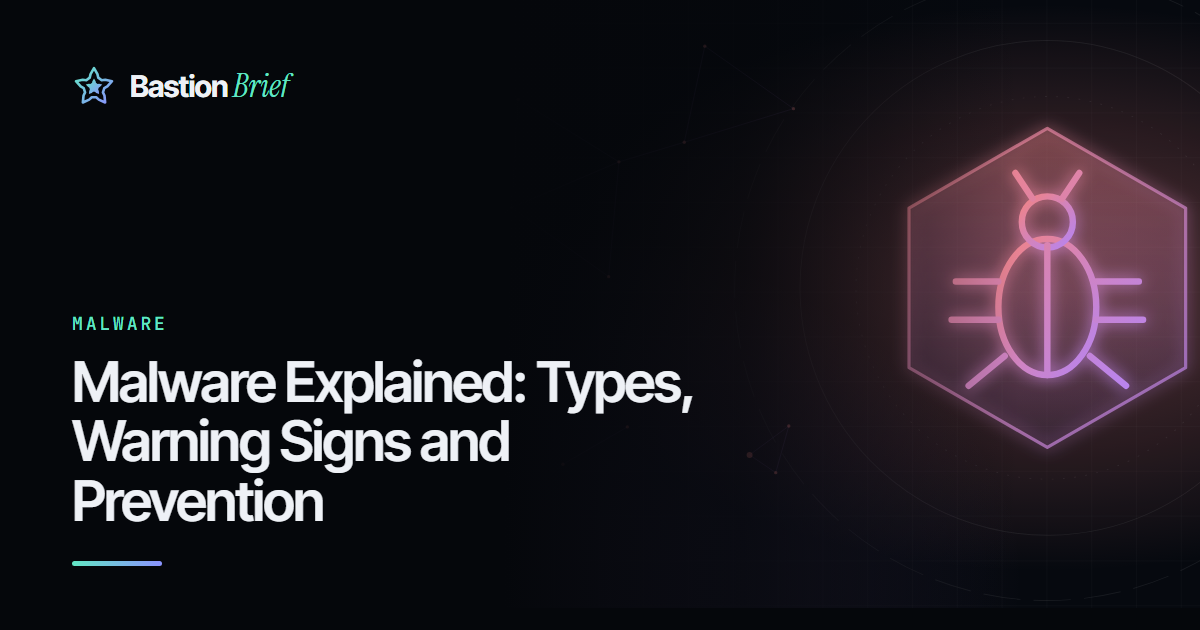 Bastion Brief
MALWARE
Malware Explained: Types,
Warning Signs and
Prevention